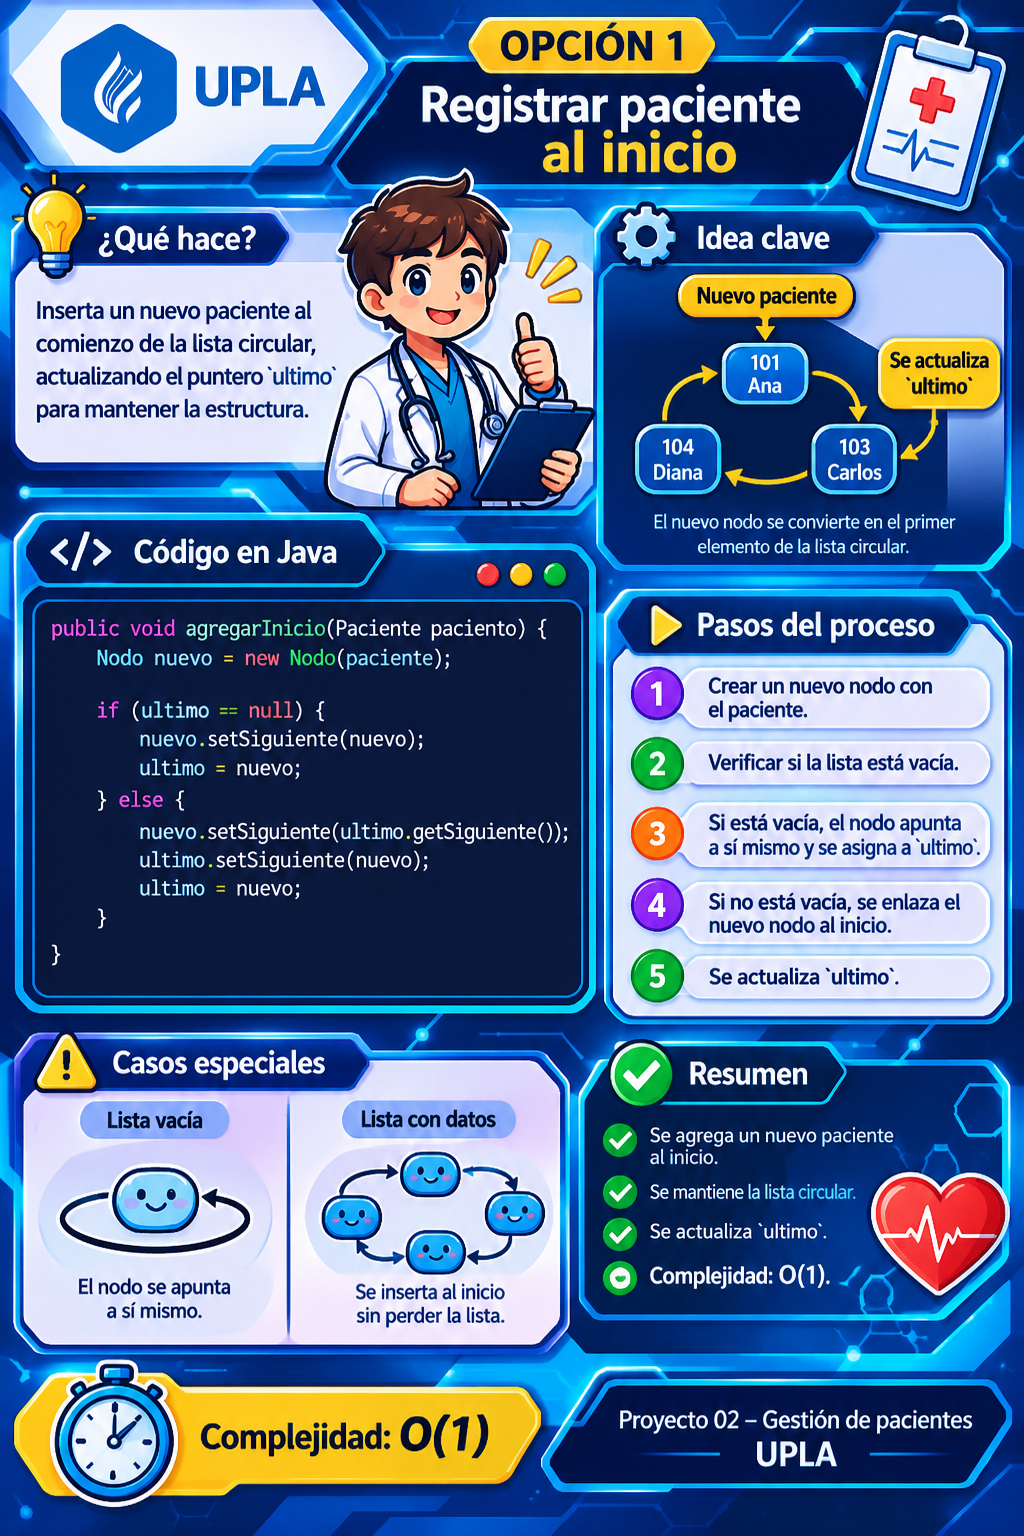 UPLA
OPCIÓN 1
Registrar paciente
al inicio
¿Qué hace?
Inserta un nuevo paciente al
comienzo de la lista circular,
actualizando el puntero `ultimo`
para mantener la estructura.
Idea clave
Nuevo paciente
101
Ana
Se actualiza
`ultimo`
104
Diana
103
Carlos
El nuevo nodo se convierte en el primer
elemento de la lista circular.
</> Código en Java
public void agregarInicio(Paciente paciento) {
Nodo nuevo = new Nodo(paciente);
if (ultimo == null) {
nuevo.setSiguiente(nuevo);
ultimo = nuevo;
} else {
nuevo.setSiguiente(ultimo.getSiguiente());
ultimo.setSiguiente(nuevo);
ultimo = nuevo;
}
}
Pasos del proceso
1 Crear un nuevo nodo con
el paciente.
2 Verificar si la lista está vacía.
3 Si está vacía, el nodo apunta
a sí mismo y se asigna a `ultimo`.
4 Si no está vacía, se enlaza el
nuevo nodo al inicio.
5 Se actualiza `ultimo`.
Casos especiales
Lista vacía
El nodo se apunta
a sí mismo.
Lista con datos
Se inserta al inicio
sin perder la lista.
Resumen
Se agrega un nuevo paciente
al inicio.
Se mantiene la lista circular.
Se actualiza `ultimo`.
Complejidad: O(1).
Complejidad: O(1)
Proyecto 02 – Gestión de pacientes
UPLA